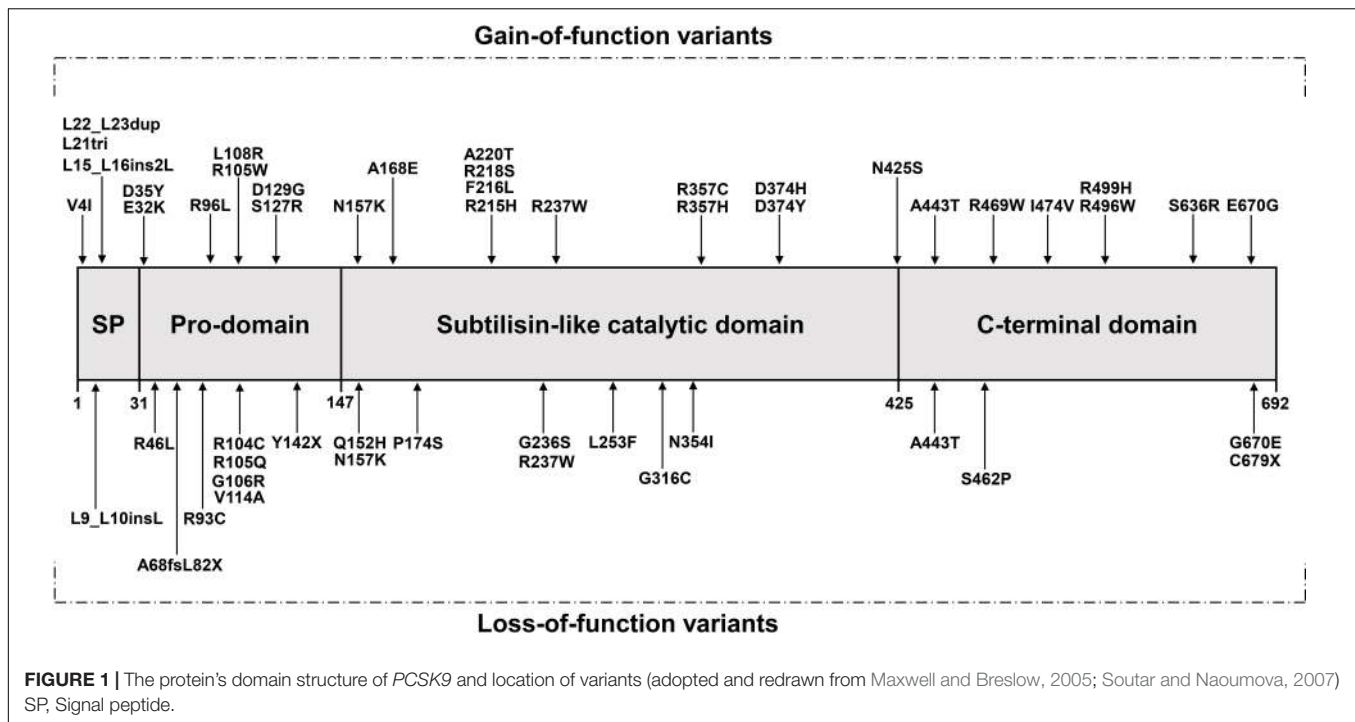 Gain-of-function variants
L22_L23dup
L21tri
L15_L16ins2L
V4I
D35Y
E32K
R96L
L108R
R105W
D129G
S127R
N157K
A168E
A220T
R218S
F216L
R215H
R237W
R357C
R357H
D374H
D374Y
N425S
A443T
R469W
I474V
R499H
R496W
S636R
E670G
SP
Pro-domain
Subtilisin-like catalytic domain
C-terminal domain
1
31
147
425
692
L9_L10insL
R46L
A68fsL82X
R93C
R104C
R105Q
G106R
V114A
Y142X
Q152H
N157K
P174S
G236S
R237W
L253F
G316C
N354I
A443T
S462P
G670E
C679X
Loss-of-function variants
FIGURE 1 | The protein's domain structure of PCSK9 and location of variants (adopted and redrawn from Maxwell and Breslow, 2005; Soutar and Naoumova, 2007)
SP, Signal peptide.